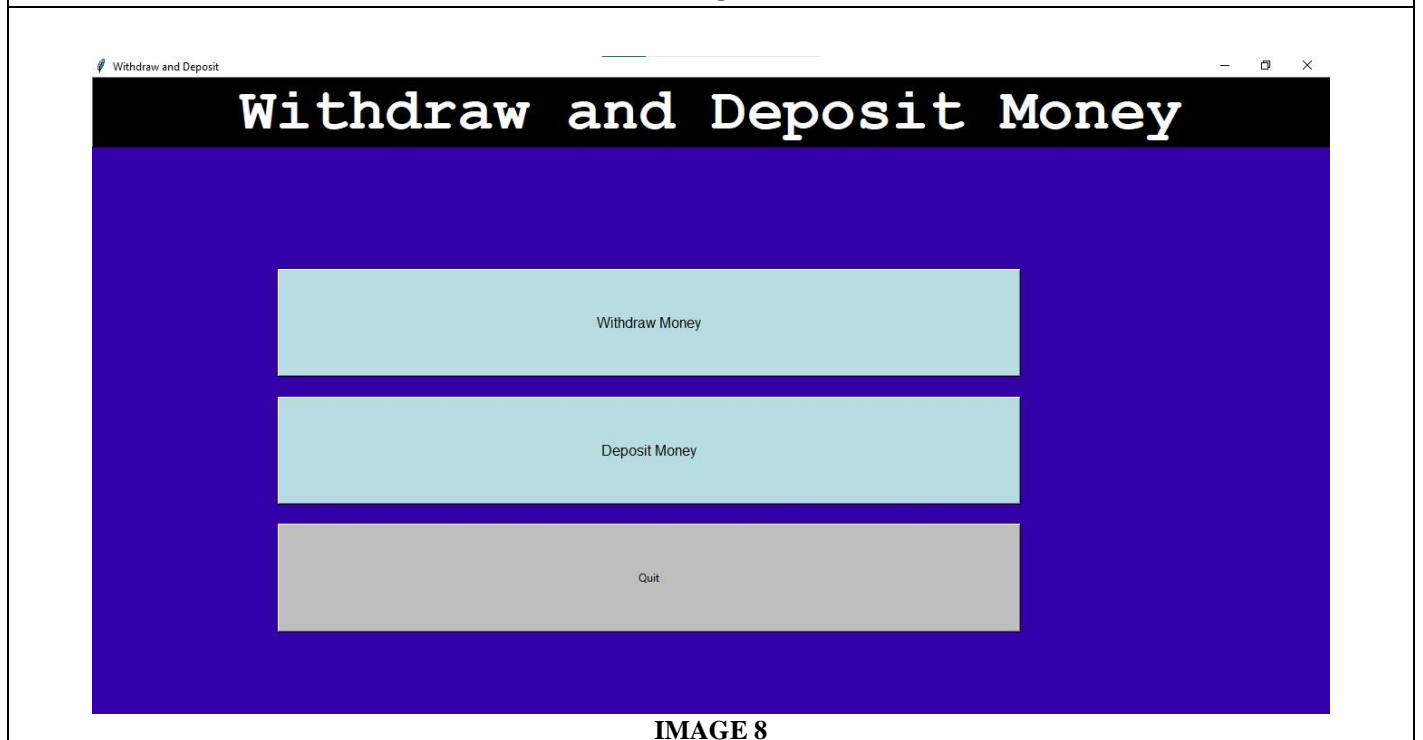 Withdraw and Deposit
Withdraw and Deposit Money
Withdraw Money
Deposit Money
Quit
IMAGE 8